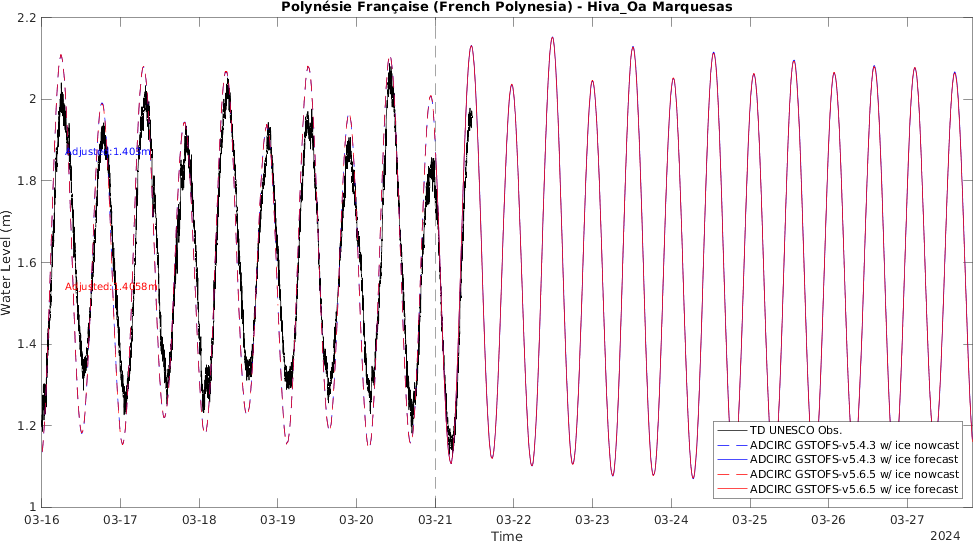 Polynésie Française (French Polynesia) - Hiva_Oa Marquesas
2.2
2
1.8
1.6
1.4
1.2
1
Water Level (m)
Adjusted:1.405m
Adjusted:1.4058m
TD UNESCO Obs.
ADCIRC GSTOFS-v5.4.3 w/ ice nowcast
ADCIRC GSTOFS-v5.4.3 w/ ice forecast
ADCIRC GSTOFS-v5.6.5 w/ ice nowcast
ADCIRC GSTOFS-v5.6.5 w/ ice forecast
03-16 03-17 03-18 03-19 03-20 03-21 03-22 03-23 03-24 03-25 03-26 03-27
Time
2024